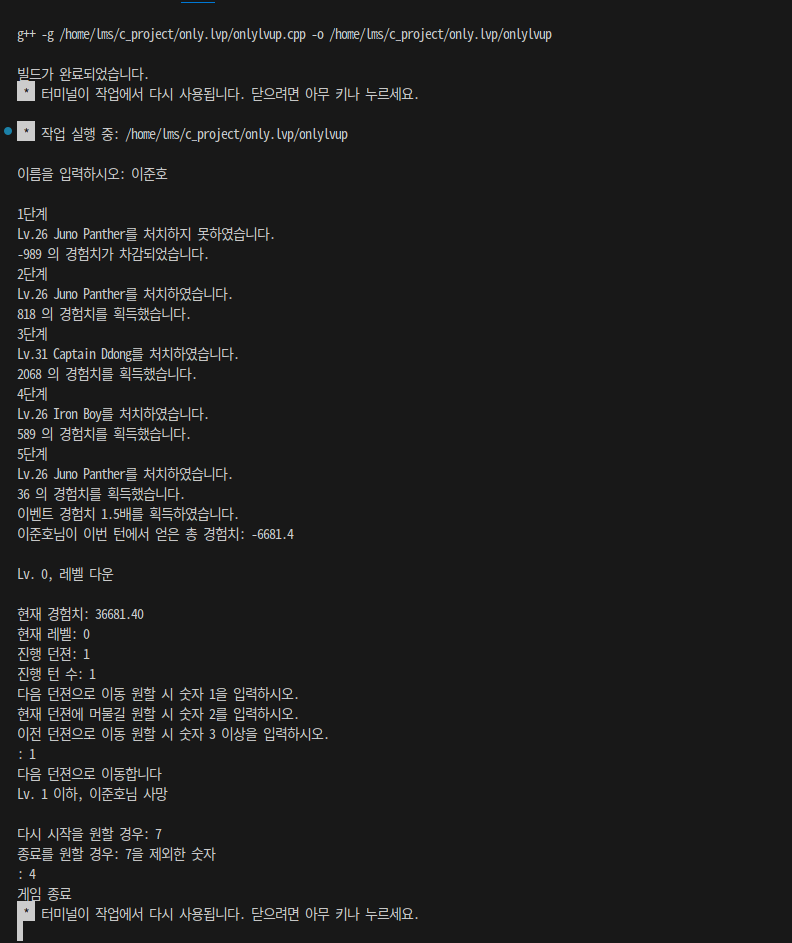 g++ -g /home/lms/c_project/only.lvp/onlylvup.cpp -o /home/lms/c_project/only.lvp/onlylvup
빌드가 완료되었습니다.
* 터미널이 작업에서 다시 사용됩니다. 닫으려면 아무 키나 누르세요.
* 작업 실행 중: /home/lms/c_project/only.lvp/onlylvup
이름을 입력하시오: 이준호
1단계
Lv.26 Juno Panther를 처치하지 못하였습니다.
-989 의 경험치가 차감되었습니다.
2단계
Lv.26 Juno Panther를 처치하였습니다.
818 의 경험치를 획득했습니다.
3단계
Lv.31 Captain Ddong를 처치하였습니다.
2068 의 경험치를 획득했습니다.
4단계
Lv.26 Iron Boy를 처치하였습니다.
589 의 경험치를 획득했습니다.
5단계
Lv.26 Juno Panther를 처치하였습니다.
36 의 경험치를 획득했습니다.
이벤트 경험치 1.5배를 획득하였습니다.
이준호님이 이번 턴에서 얻은 총 경험치: -6681.4
Lv. 0, 레벨 다운
현재 경험치: 36681.40
현재 레벨: 0
진행 던젼: 1
진행 턴 수: 1
다음 던젼으로 이동 원할 시 숫자 1을 입력하시오.
현재 던젼에 머물길 원할 시 숫자 2를 입력하시오.
이전 던젼으로 이동 원할 시 숫자 3 이상을 입력하시오.
: 1
다음 던젼으로 이동합니다
Lv. 1 이하, 이준호님 사망
다시 시작을 원할 경우: 7
종료를 원할 경우: 7을 제외한 숫자
: 4
게임 종료
* 터미널이 작업에서 다시 사용됩니다. 닫으려면 아무 키나 누르세요.